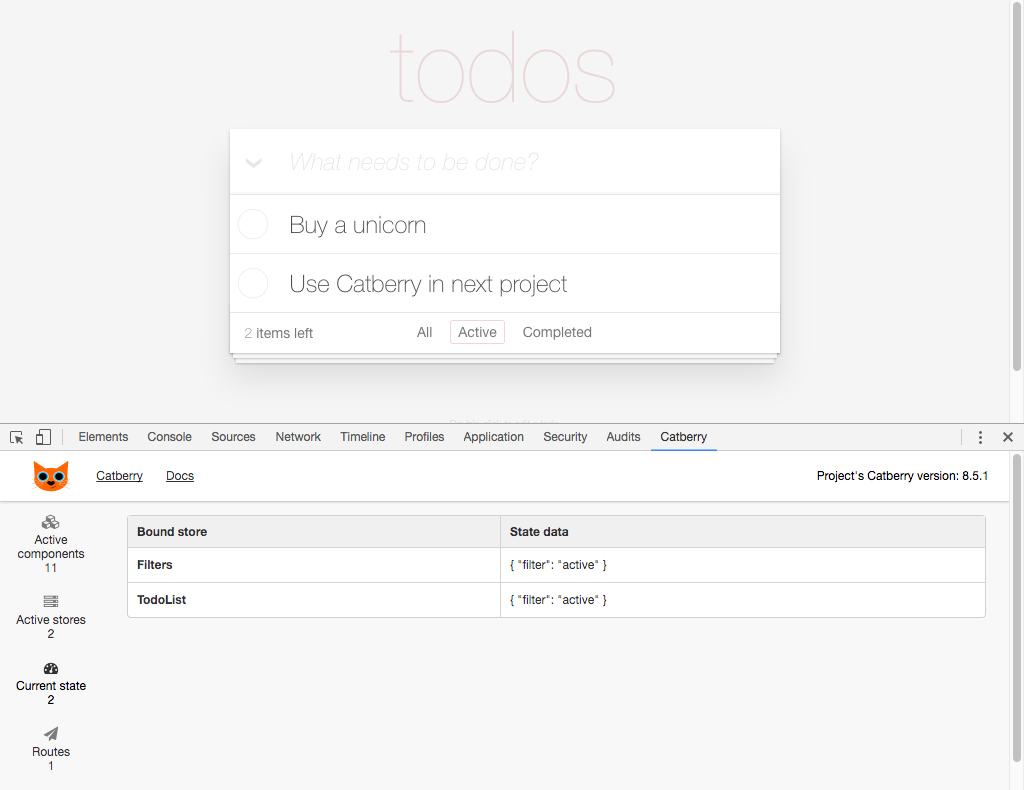 todos
What needs to be done?
Buy a unicorn
Use Catberry in next project
2 items left All Active Completed
Elements Console Sources Network Timeline Profiles Application Security Audits Catberry
Catberry Docs Project's Catberry version: 8.5.1
Active
components
11
Active stores
2
Current state
2
Routes
1
Bound store State data
Filters { "filter": "active" }
TodoList { "filter": "active" }